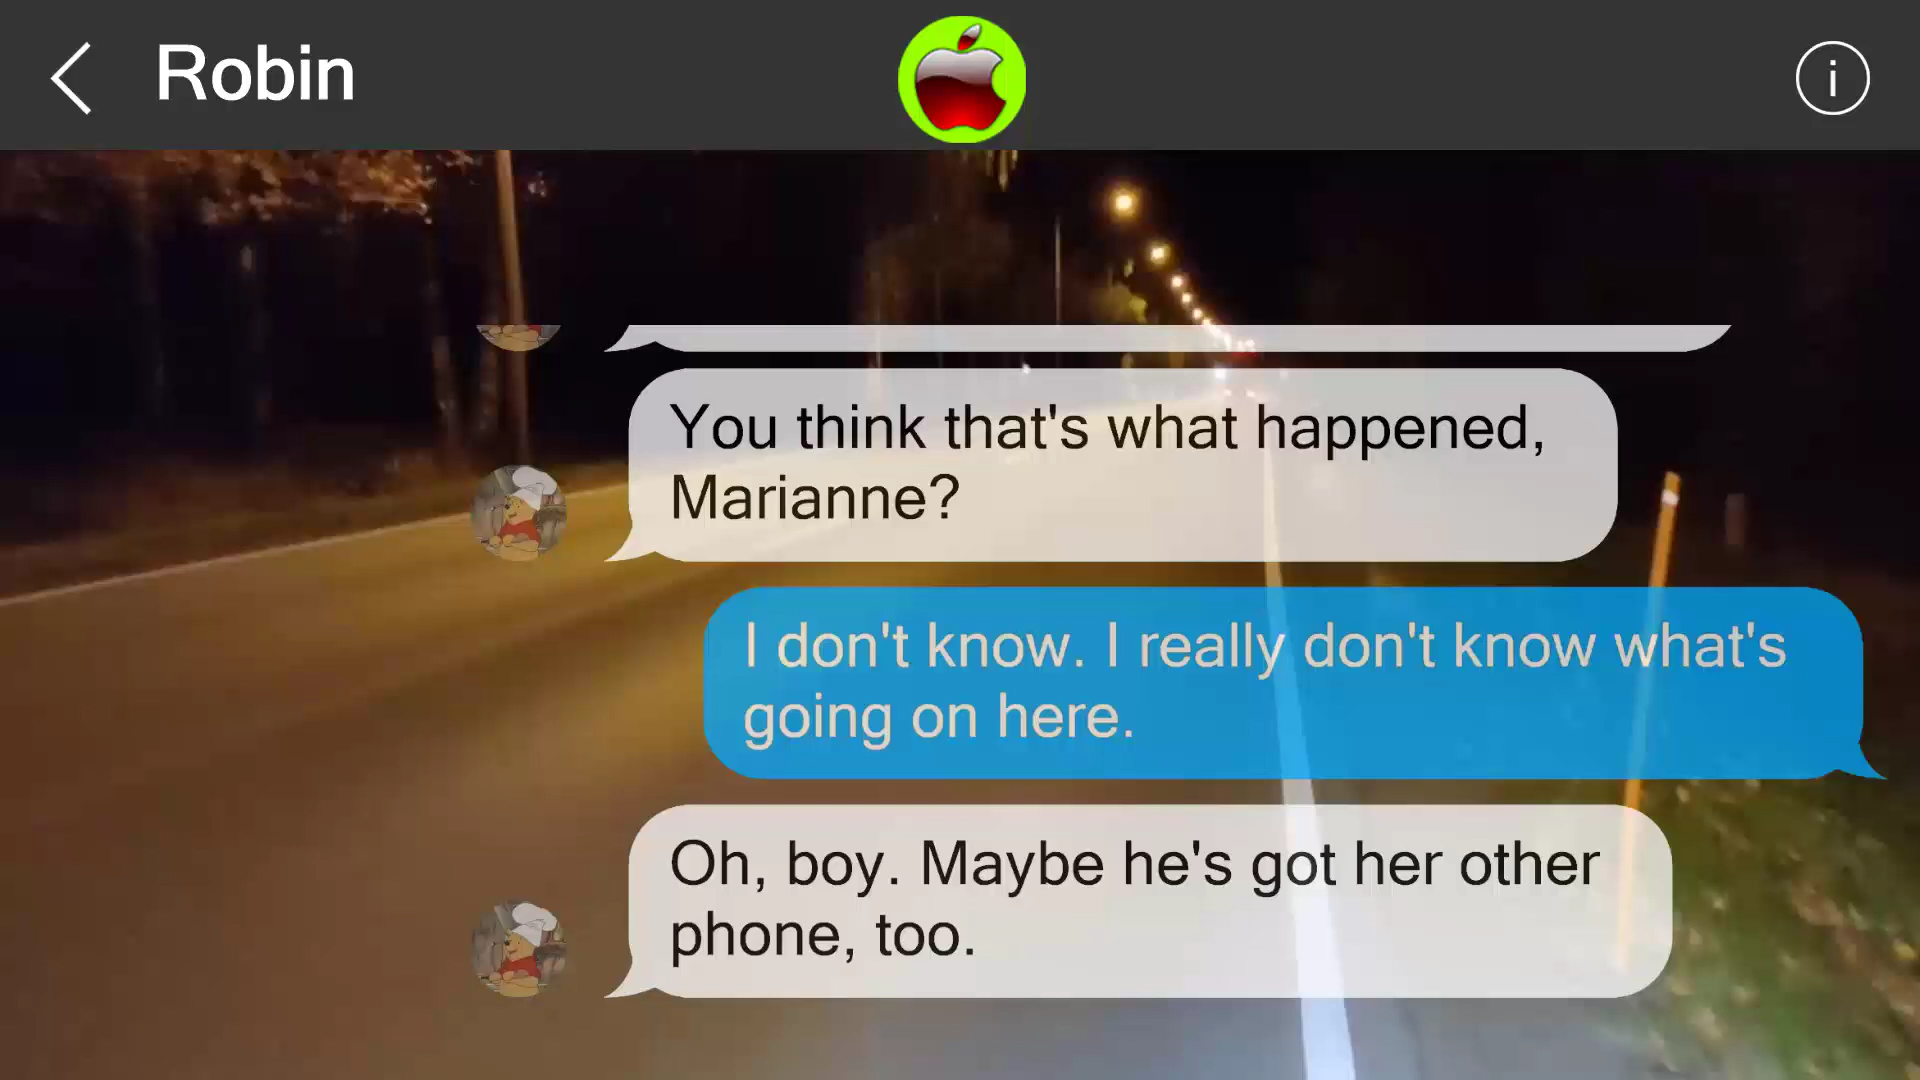 Robin
You think that's what happened,
Marianne?
I don't know. I really don't know what's
going on here.
Oh, boy. Maybe he's got her other
phone, too.